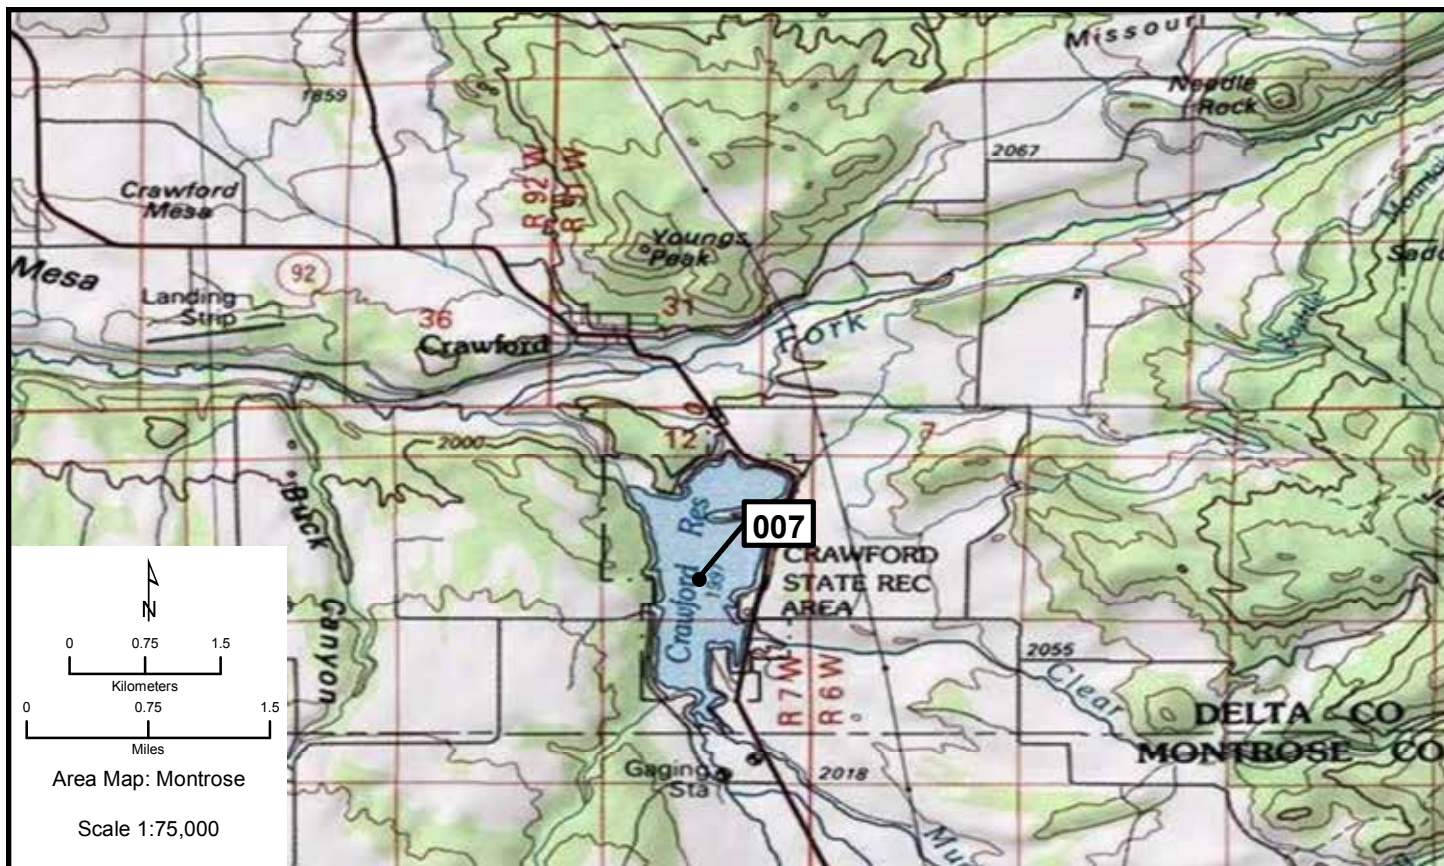 Missouri
Needle
Rock
1859
2067
R 92 W
R 91 W
Crawford
Mesa
Youngs
Peak
Mesa
92
Landing
Strip
36
31
Crawford
Fork
2000
12
7
Buck
Canyon
Crawford Res
007
CRAWFORD
STATE REC
AREA
R 7 W
R 6 W
2055
Clear
DELTA CO
MONTROSE CO
Gaging
Sta
2018
N
0 0.75 1.5
Kilometers
0 0.75 1.5
Miles
Area Map: Montrose
Scale 1:75,000